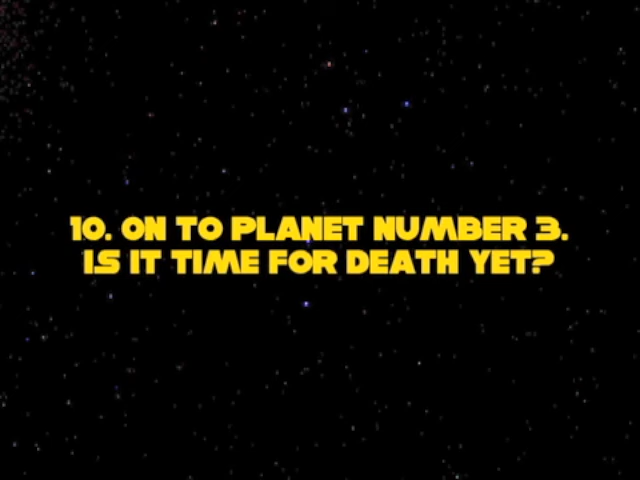 10. ON TO PLANET NUMBER 3.
IS IT TIME FOR DEATH YET?